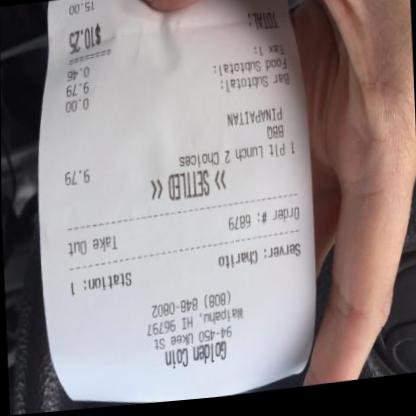 Golden Coin
94-450 Ukee St
Waipahu, HI 96797
(808) 848-0802
Server: Charito Station: 1
Order #: 6879 Take Out
>> SETTLED <<
1 Plt Lunch 2 Choices 9.79
BBQ
PINAPAITAN
Bar Subtotal: 0.00
Food Subtotal: 9.79
Tax 1: 0.46
TOTAL: $10.25
15.00